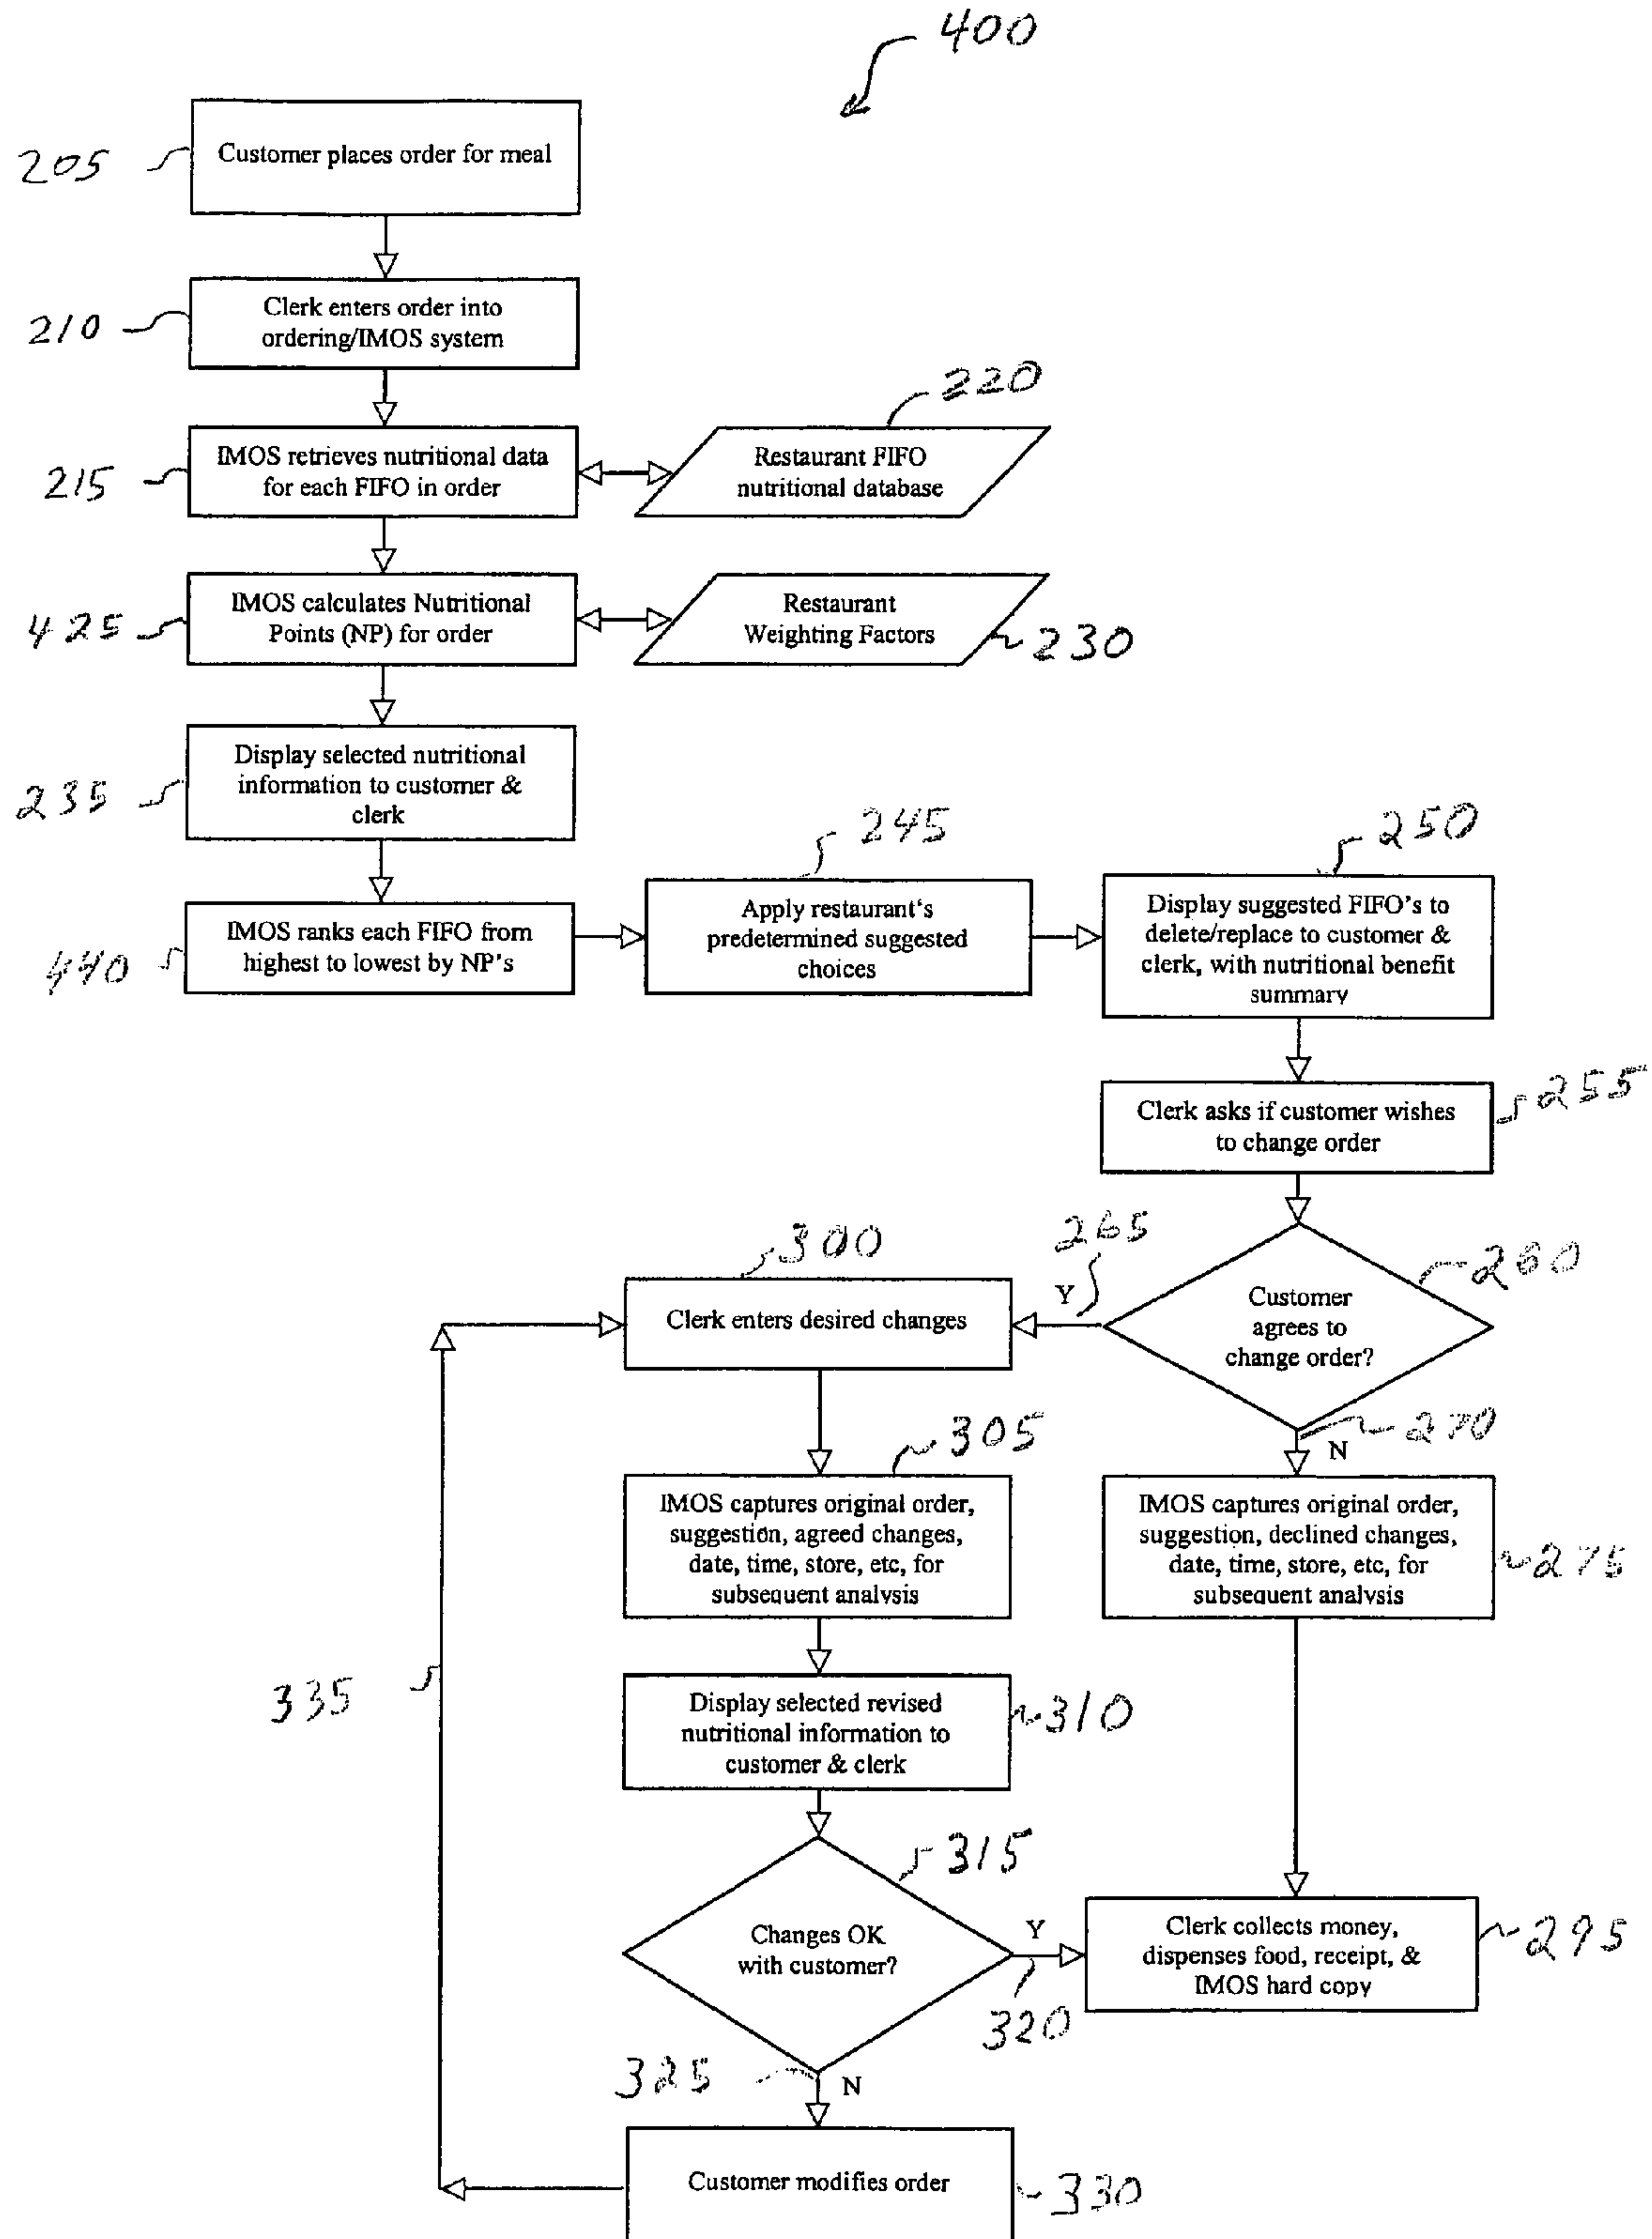 400
205
Customer places order for meal
210
Clerk enters order into
ordering/IMOS system
220
215
IMOS retrieves nutritional data
for each FIFO in order
Restaurant FIFO
nutritional database
425
IMOS calculates Nutritional
Points (NP) for order
Restaurant
Weighting Factors
230
235
Display selected nutritional
information to customer &
clerk
245
250
440
IMOS ranks each FIFO from
highest to lowest by NP's
Apply restaurant's
predetermined suggested
choices
Display suggested FIFO's to
delete/replace to customer &
clerk, with nutritional benefit
summary
Clerk asks if customer wishes
to change order
255
300
265
260
Clerk enters desired changes
Y
Customer
agrees to
change order?
305
270
N
IMOS captures original order,
suggestion, agreed changes,
date, time, store, etc, for
subsequent analysis
IMOS captures original order,
suggestion, declined changes,
date, time, store, etc, for
subsequent analysis
275
335
Display selected revised
nutritional information to
customer & clerk
310
315
Changes OK
with customer?
Y
320
Clerk collects money,
dispenses food, receipt, &
IMOS hard copy
295
325
N
Customer modifies order
330